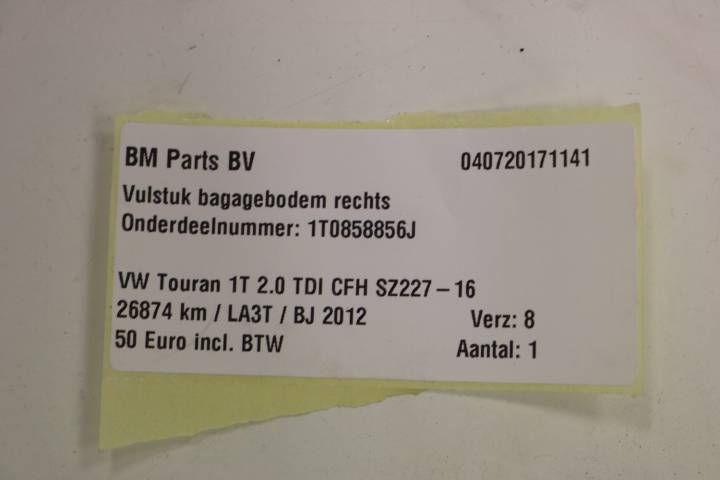 BM Parts BV 040720171141
Vulstuk bagagebodem rechts
Onderdeelnummer: 1T0858856J
VW Touran 1T 2.0 TDI CFH SZ227-16
26874 km / LA3T / BJ 2012 Verz: 8
50 Euro incl. BTW Aantal: 1